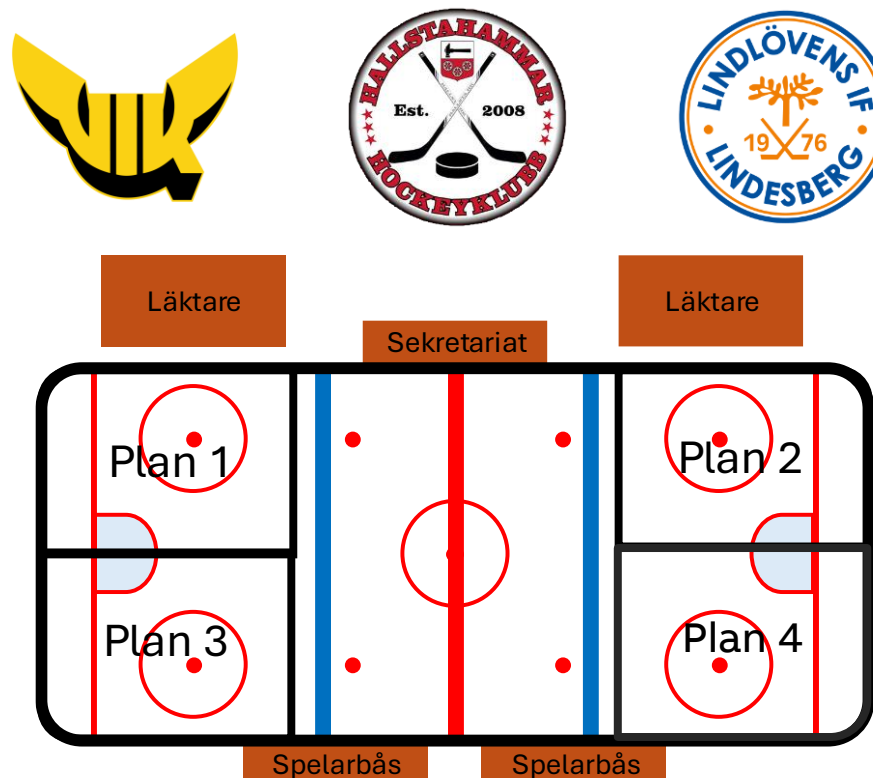 VIK
HALLSTAHAMMAR
Est. 2008
HOCKEYKLUBB
LINDLÖVENS IF
19 76
LINDESBERG
Läktare
Läktare
Sekretariat
Plan 1
Plan 2
Plan 3
Plan 4
Spelarbås
Spelarbås